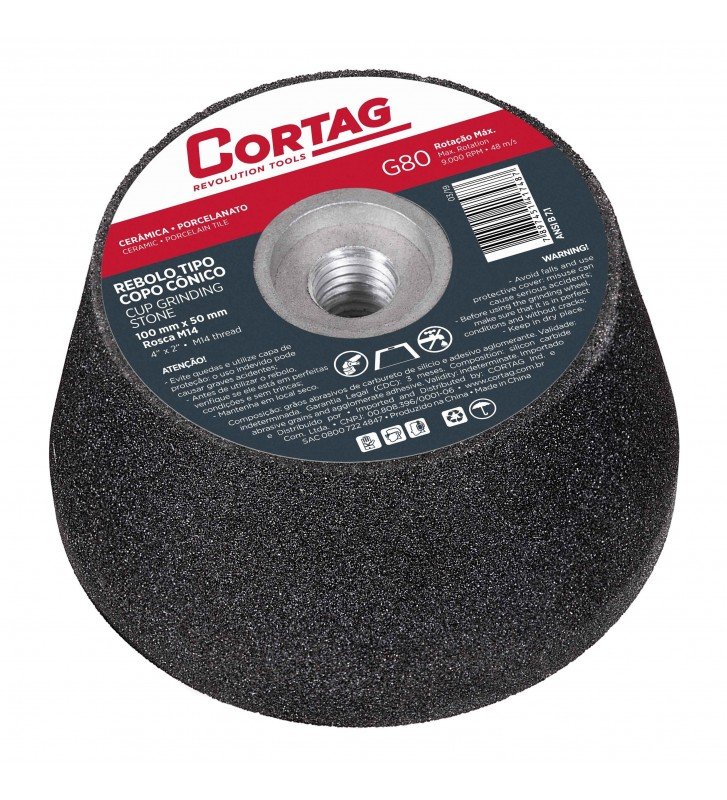 CORTAG
REVOLUTION TOOLS
G80
Rotação Máx.
Max. Rotation
9.000 RPM • 48 m/s
CERÂMICA • PORCELANATO
CERAMIC • PORCELAIN TILE
REBOLO TIPO
COPO CÔNICO
CUP GRINDING
STONE
100 mm x 50 mm
Rosca M14
4" x 2" • M14 thread
ATENÇÃO!
- Evite quedas e utilize capa de
proteção: o uso indevido pode
causar graves acidentes;
- Antes de utilizar o rebolo,
verifique se ele está em perfeitas
condições e sem trincas;
- Mantenha em local seco.
03/19
ANSI B 7.1
WARNING!
- Avoid falls and use
protective cover: misuse can
cause serious accidents;
- Before using the grinding wheel,
make sure that it is in perfect
conditions and without cracks;
- Keep in dry place.
Composição: grãos abrasivos de carbureto de silício e adesivo aglomerante. Validade:
indeterminada. Garantia Legal (CDC): 3 meses. Composition: silicon carbide
abrasive grains and agglomerate adhesive. Validity: Indeterminate. Importado
e Distribuído por • Imported and Distributed by: CORTAG Ind. e
Com. Ltda. • CNPJ: 00.808.396/0001-06 • www.cortag.com.br
SAC 0800 722 4847 • Produzido na China • Made in China